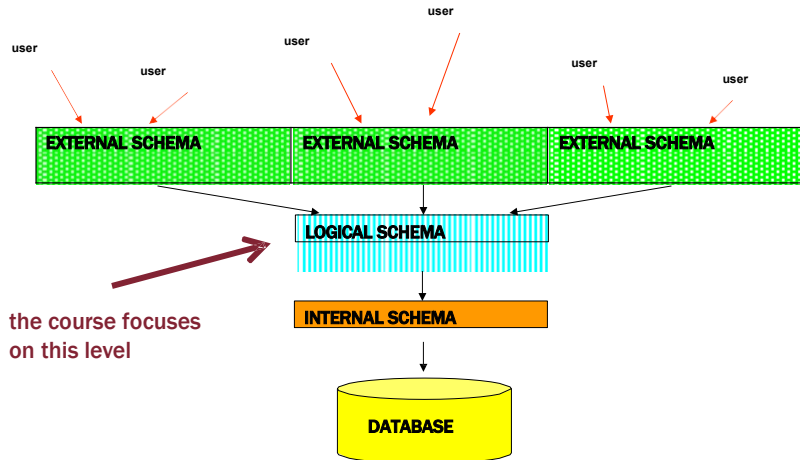 user
user
user
user
user
user
EXTERNAL SCHEMA
EXTERNAL SCHEMA
EXTERNAL SCHEMA
LOGICAL SCHEMA
INTERNAL SCHEMA
the course focuses
on this level
DATABASE